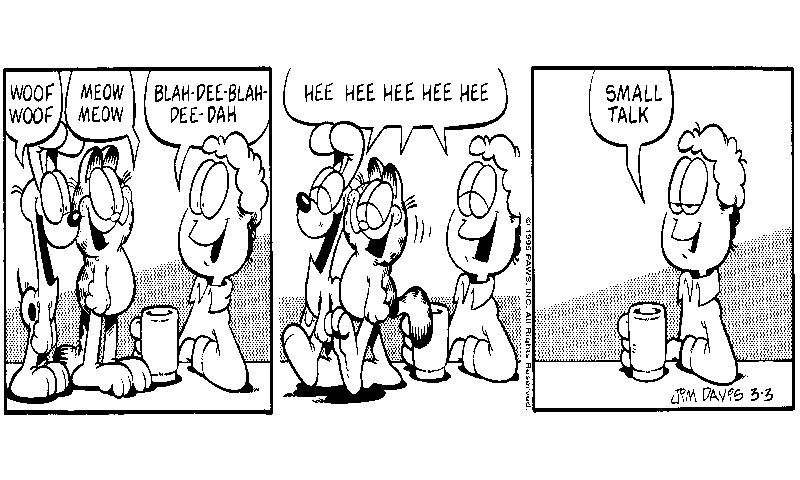 WOOF
WOOF
MEOW
MEOW
BLAH-DEE-BLAH-
DEE-DAH
HEE HEE HEE HEE HEE
© 1995 PAWS, INC. All Rights Reserved.
SMALL
TALK
JIM DAVIS 3-3